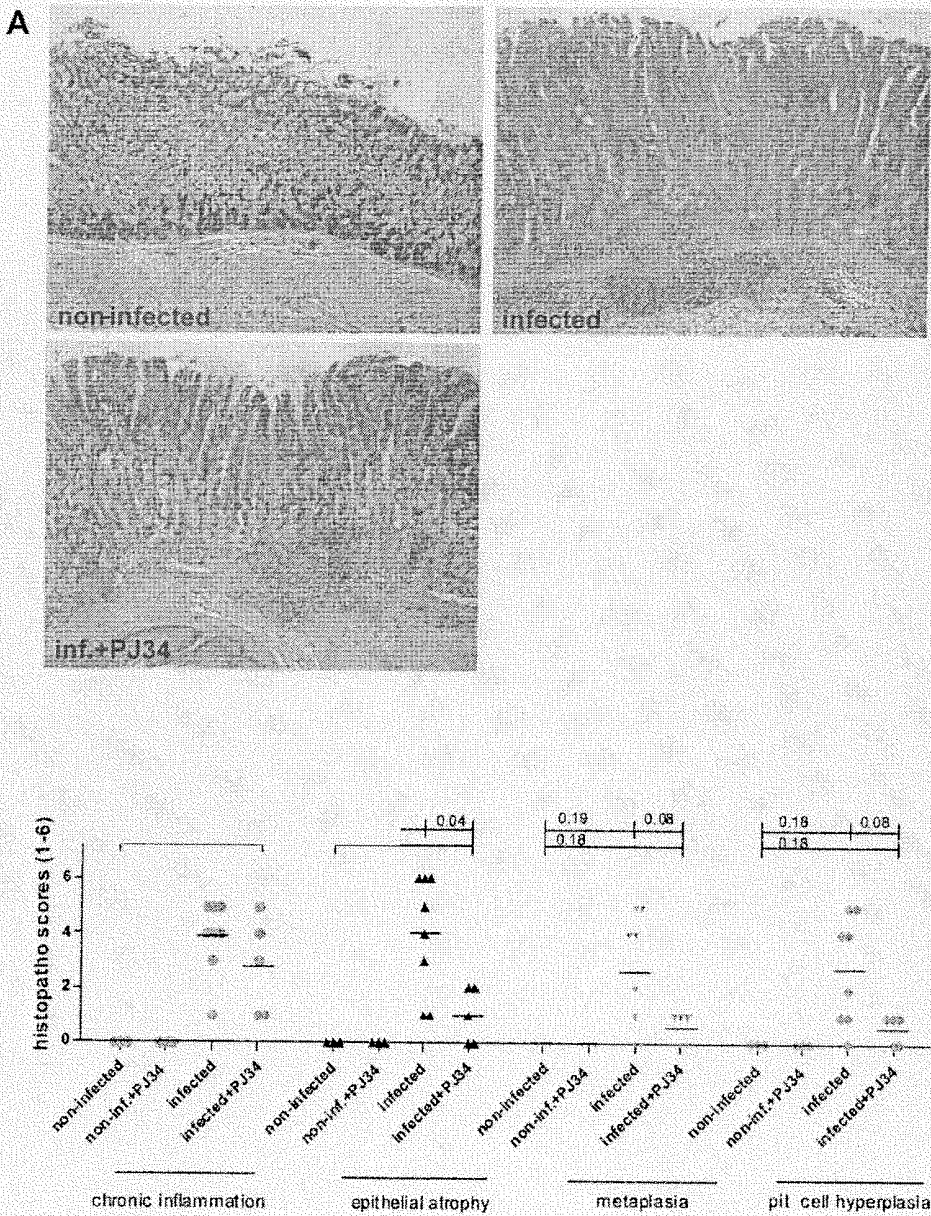 A
non-infected
infected
inf.+PJ34
histopatho scores (1-6)
6
4
2
0
0.04
0.19
0.08
0.18
0.18
0.08
0.18
non-infected
non-inf.+PJ34
infected
infected+PJ34
non-infected
non-inf.+PJ34
infected
infected+PJ34
non-infected
non-inf.+PJ34
infected
infected+PJ34
non-infected
non-inf.+PJ34
infected
infected+PJ34
chronic inflammation
epithelial atrophy
metaplasia
pit cell hyperplasia